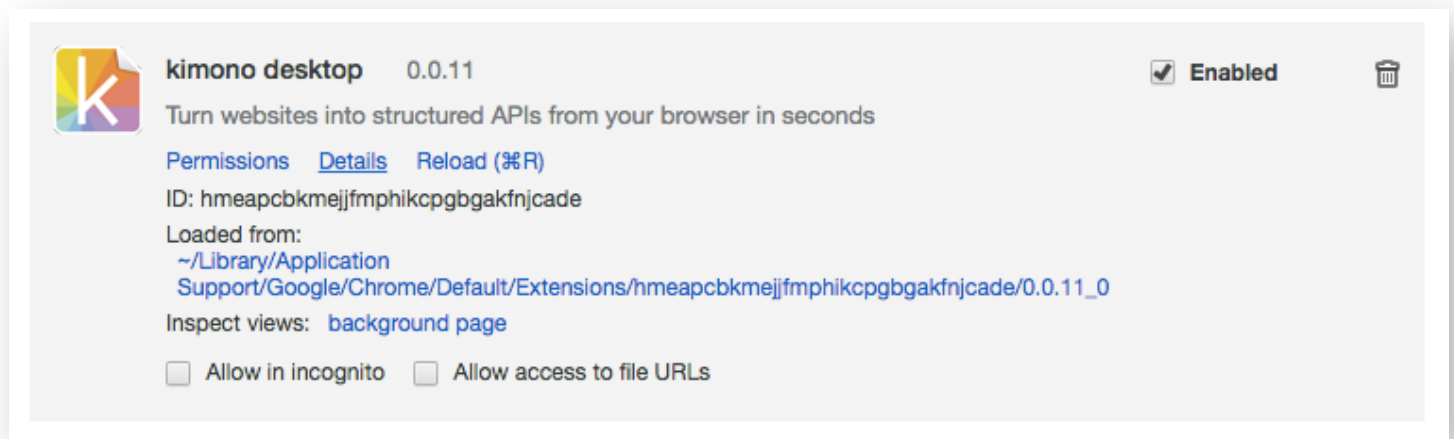 k
kimono desktop 0.0.11 Enabled
Turn websites into structured APIs from your browser in seconds
Permissions Details Reload (⌘R)
ID: hmeapcbkmejjfmphikcpgbgakfnjcade
Loaded from:
~/Library/Application
Support/Google/Chrome/Default/Extensions/hmeapcbkmejjfmphikcpgbgakfnjcade/0.0.11_0
Inspect views: background page
Allow in incognito Allow access to file URLs